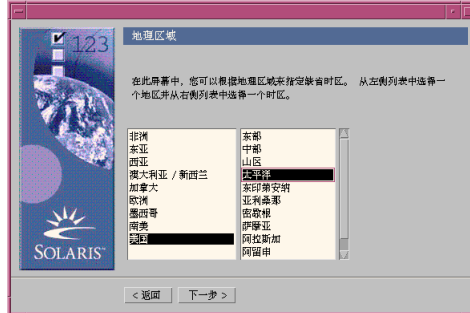 123
地理区域
在此屏幕中，您可以根据地理区域来指定缺省时区。 从左侧列表中选择一
个地区并从右侧列表中选择一个时区。
非洲
东亚
西亚
澳大利亚 / 新西兰
加拿大
欧洲
墨西哥
南美
美国
东部
中部
山区
太平洋
东印第安纳
亚利桑那
密歇根
萨摩亚
阿拉斯加
阿留申
SOLARIS™
< 返回
下一步 >